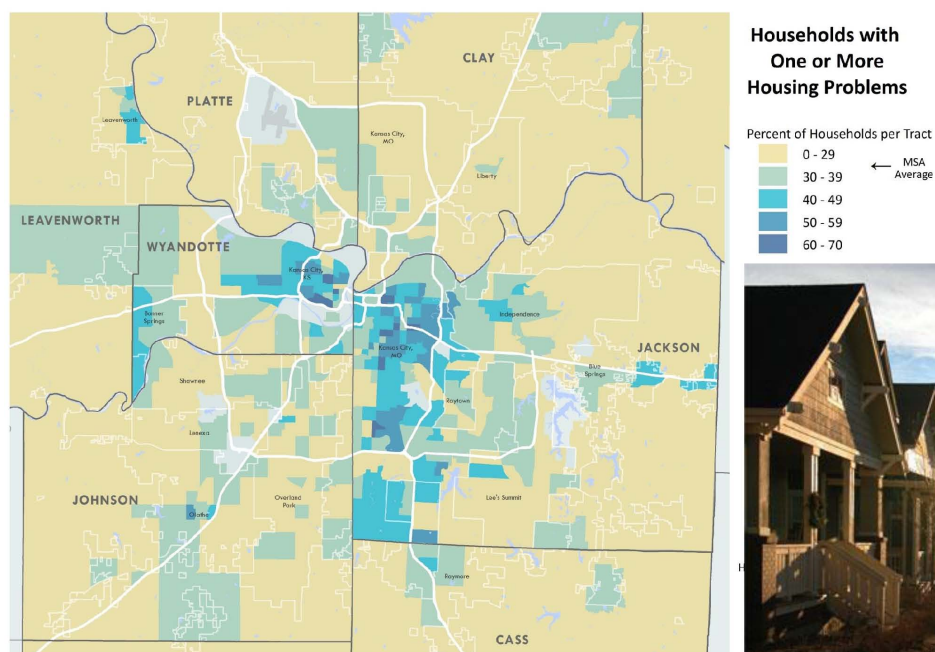 Households with
One or More
Housing Problems
Percent of Households per Tract
0 - 29
30 - 39
40 - 49
50 - 59
60 - 70
← MSA
Average
CLAY
PLATTE
Leavenworth
Kansas City,
MO
Liberty
LEAVENWORTH
WYANDOTTE
Kansas City,
KS
Bonner
Springs
Independence
Kansas City,
MO
JACKSON
Blue
Springs
Shawnee
Raytown
Lenexa
JOHNSON
Overland
Park
Lee's Summit
Olathe
Raymore
CASS
H